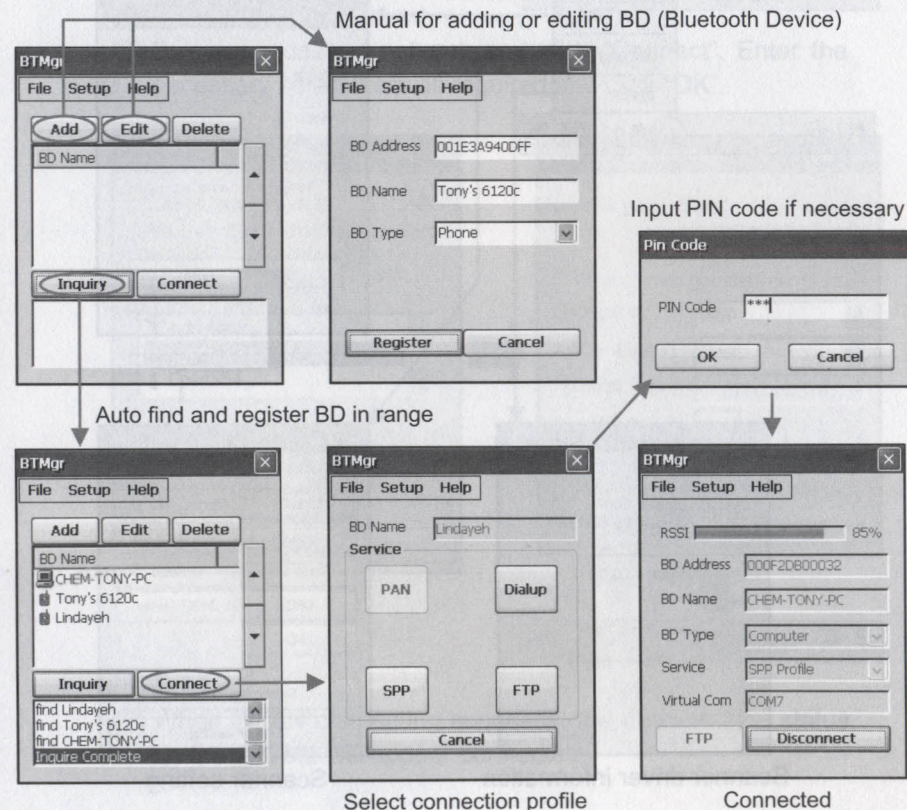 Manual for adding or editing BD (Bluetooth Device)
BTMgr
File Setup Help
Add Edit Delete
BD Name
Inquiry Connect
BTMgr
File Setup Help
BD Address 001E3A940DFF
BD Name Tony's 6120c
BD Type Phone
Register Cancel
Input PIN code if necessary
Pin Code
PIN Code ***
OK Cancel
Auto find and register BD in range
BTMgr
File Setup Help
Add Edit Delete
BD Name
CHEM-TONY-PC
Tony's 6120c
Lindayeh
Inquiry Connect
find Lindayeh
find Tony's 6120c
find CHEM-TONY-PC
Inquire Complete
BTMgr
File Setup Help
BD Name Lindayeh
Service
PAN Dialup
SPP FTP
Cancel
Select connection profile
BTMgr
File Setup Help
RSSI 85%
BD Address 000F2DB00032
BD Name CHEM-TONY-PC
BD Type Computer
Service SPP Profile
Virtual Com COM7
FTP Disconnect
Connected